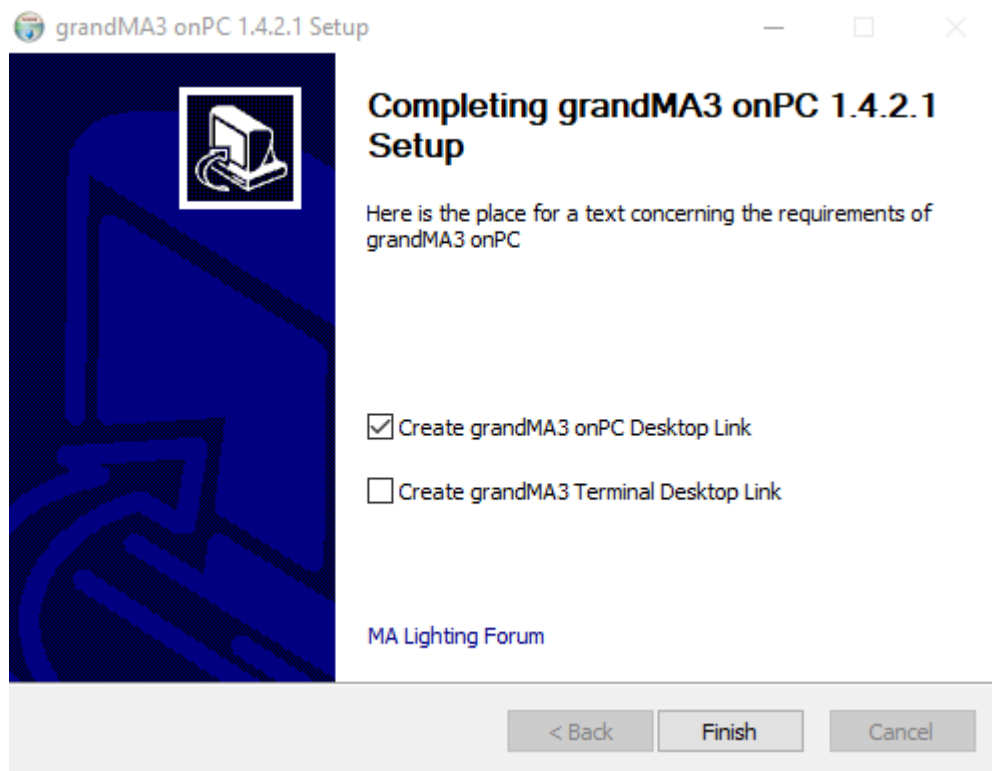 grandMA3 onPC 1.4.2.1 Setup
Completing grandMA3 onPC 1.4.2.1
Setup
Here is the place for a text concerning the requirements of
grandMA3 onPC
Create grandMA3 onPC Desktop Link
Create grandMA3 Terminal Desktop Link
MA Lighting Forum
< Back
Finish
Cancel